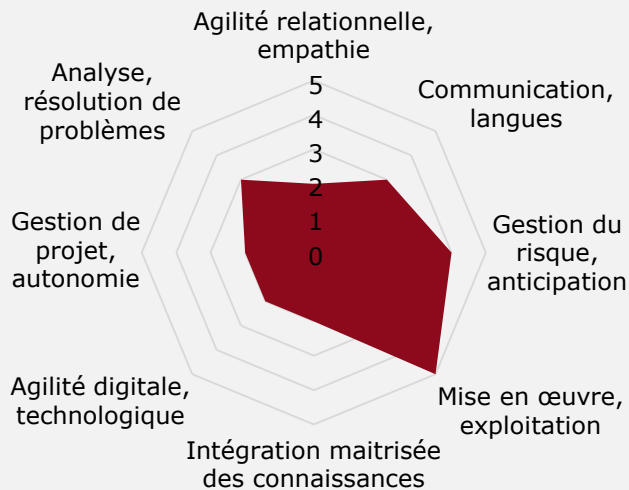 Agilité relationnelle,
empathie
Communication,
langues
Gestion du
risque,
anticipation
Mise en œuvre,
exploitation
Intégration maitrisée
des connaissances
Agilité digitale,
technologique
Gestion de
projet,
autonomie
Analyse,
résolution de
problèmes
5
4
3
2
1
0